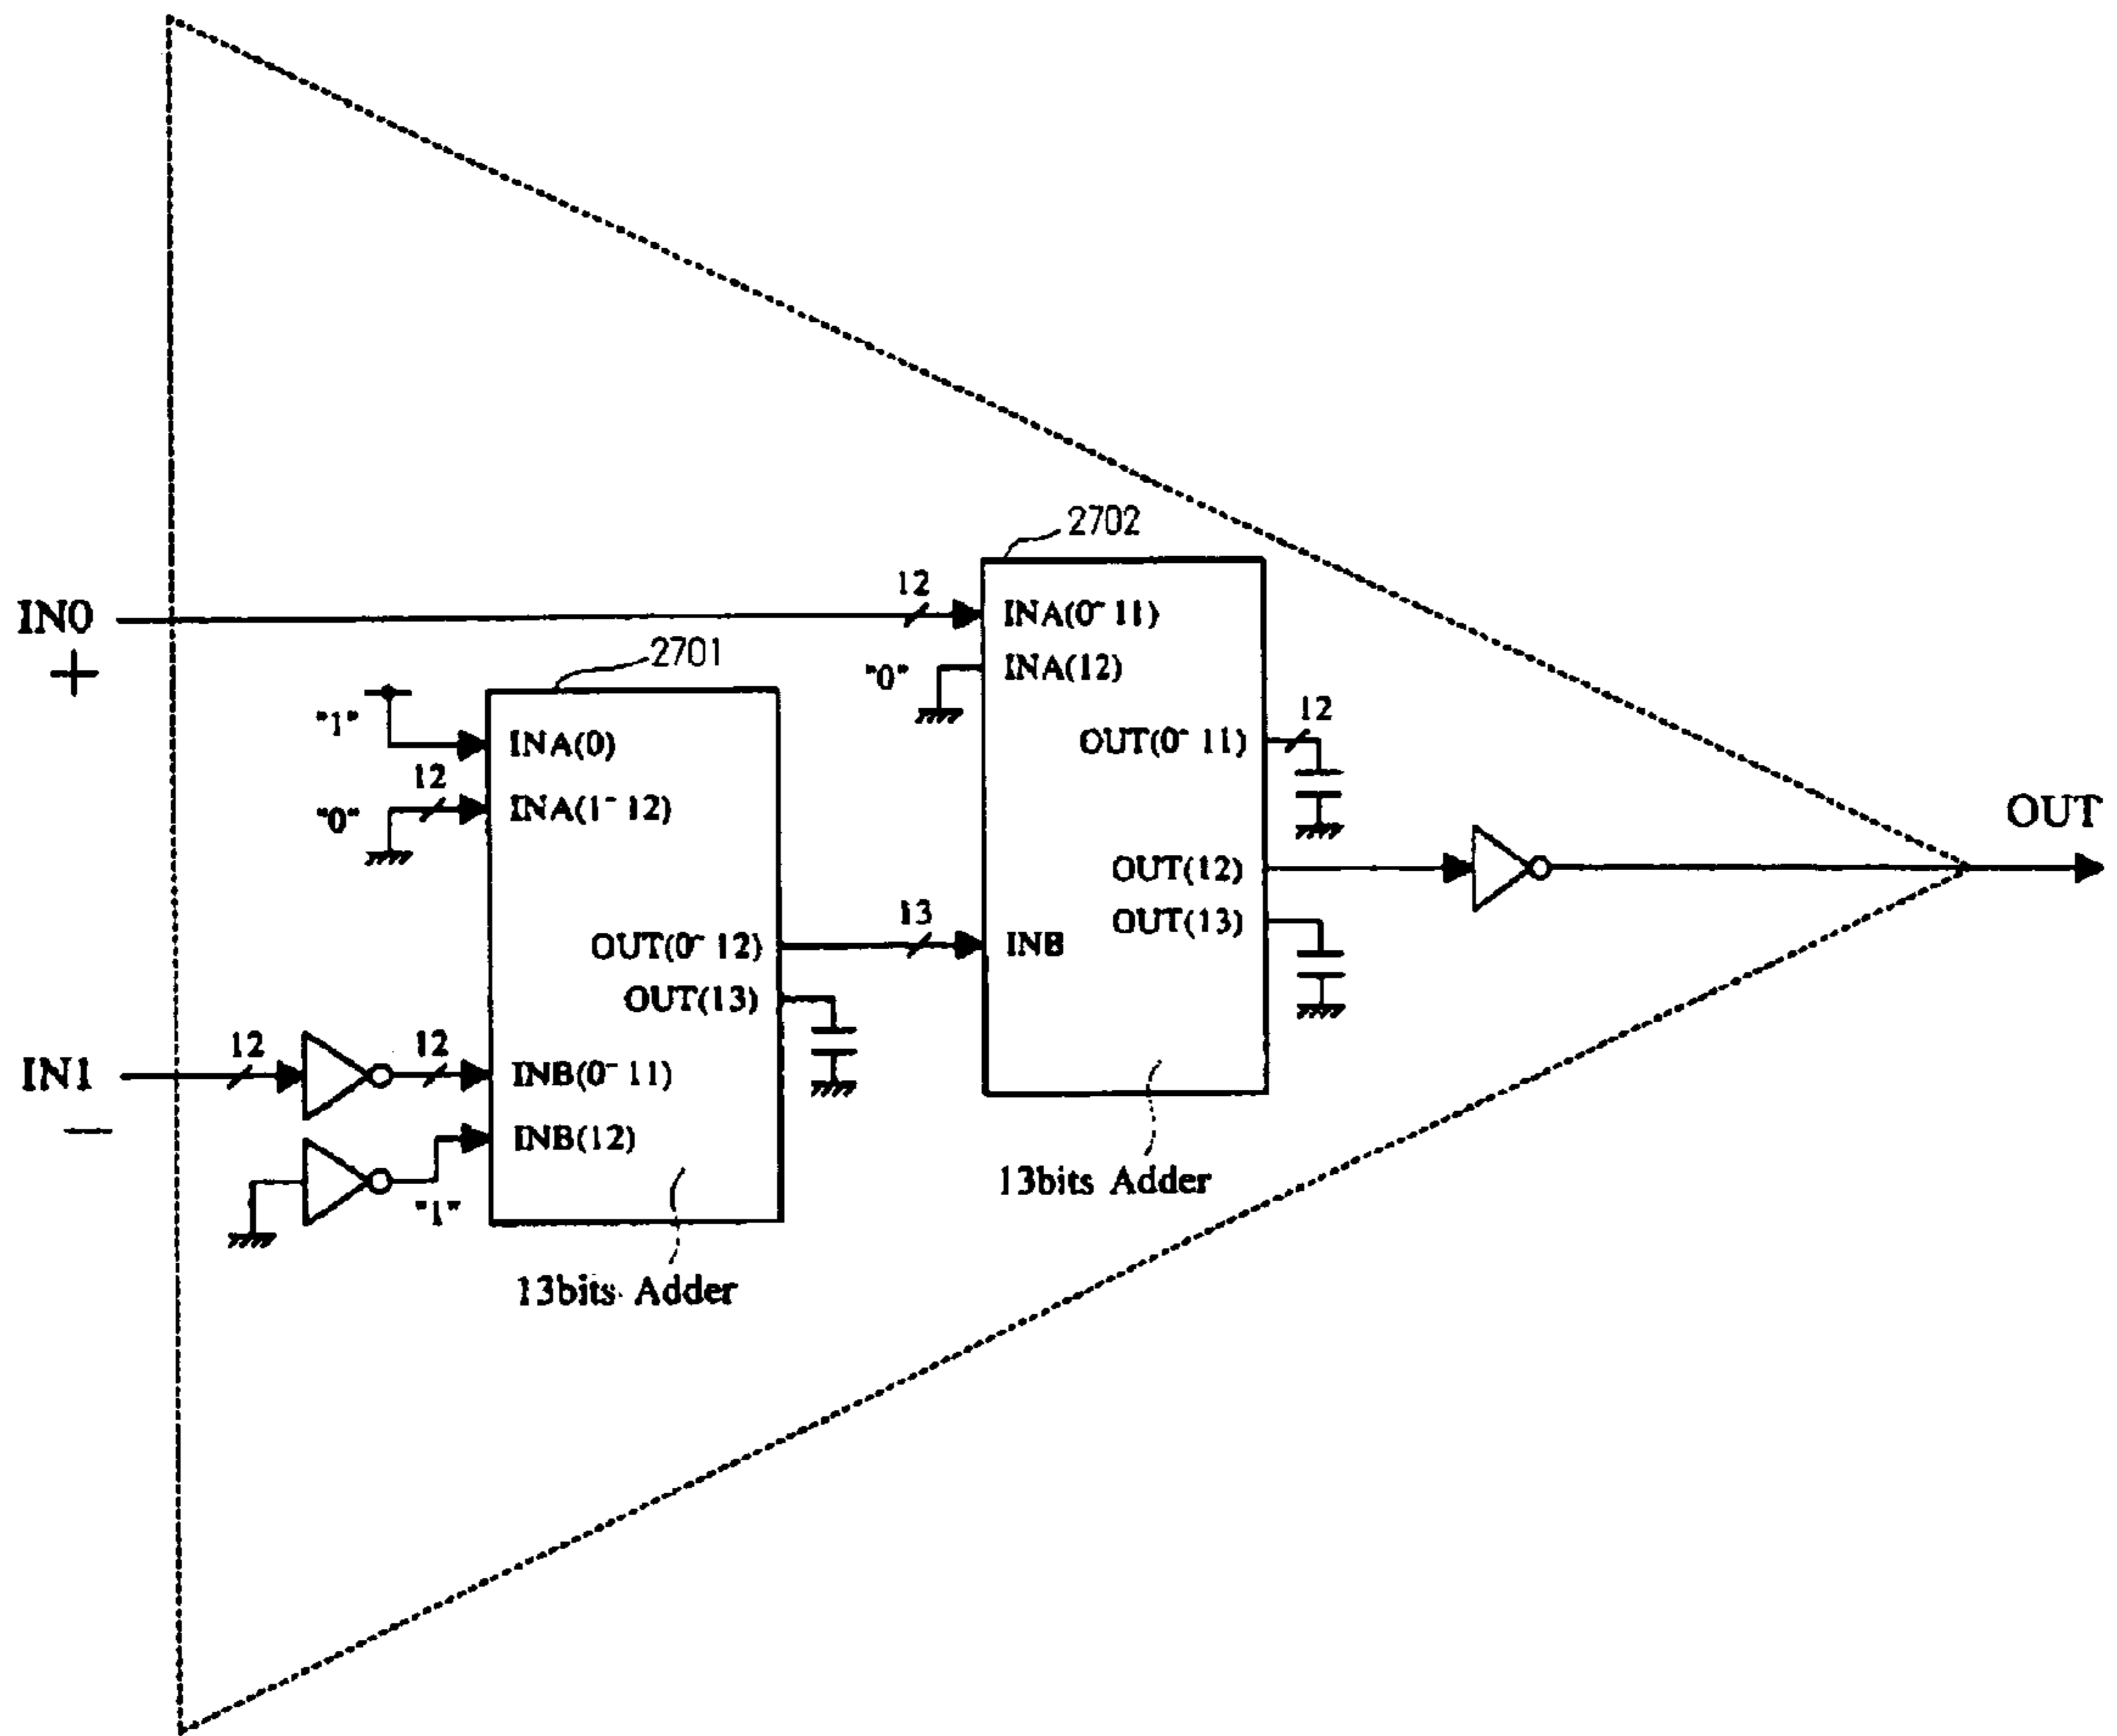 2702
12
IN0
+
INA(0~11)
"0"
INA(12)
2701
"1"
INA(0)
12
"0"
INA(1~12)
12
OUT(0~11)
OUT
OUT(12)
OUT(13)
13
OUT(0~12)
INB
OUT(13)
12
12
IN1
INB(0~11)
−
INB(12)
"1"
13bits Adder
13bits Adder